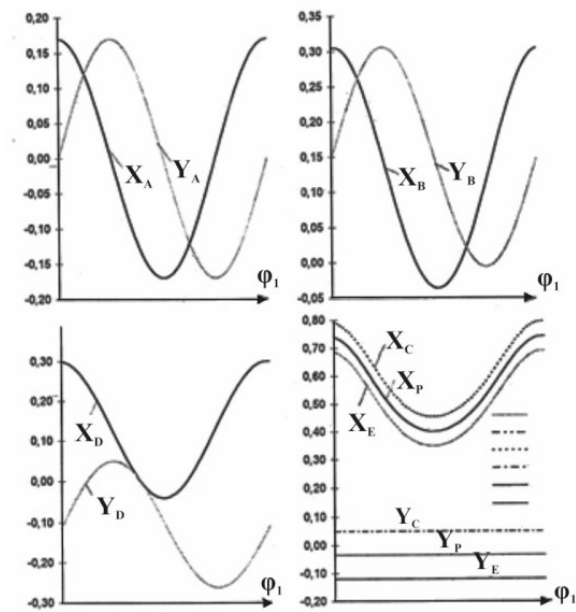 0,20
0,15
0,10
0,05
0,00
X_A Y_A
-0,05
-0,10
-0,15
φ₁
-0,20
0,35
0,30
0,25
0,20
0,15
X_B Y_B
0,10
0,05
0,00
φ₁
-0,05
0,30
0,20
X_D
0,10
0,00
Y_D
-0,10
-0,20
φ₁
-0,30
0,80
X_C
0,70
X_P
0,60
X_E
0,50
0,40
0,30
0,20
0,10
Y_C
Y_P
0,00
Y_E
-0,10
φ₁
-0,20